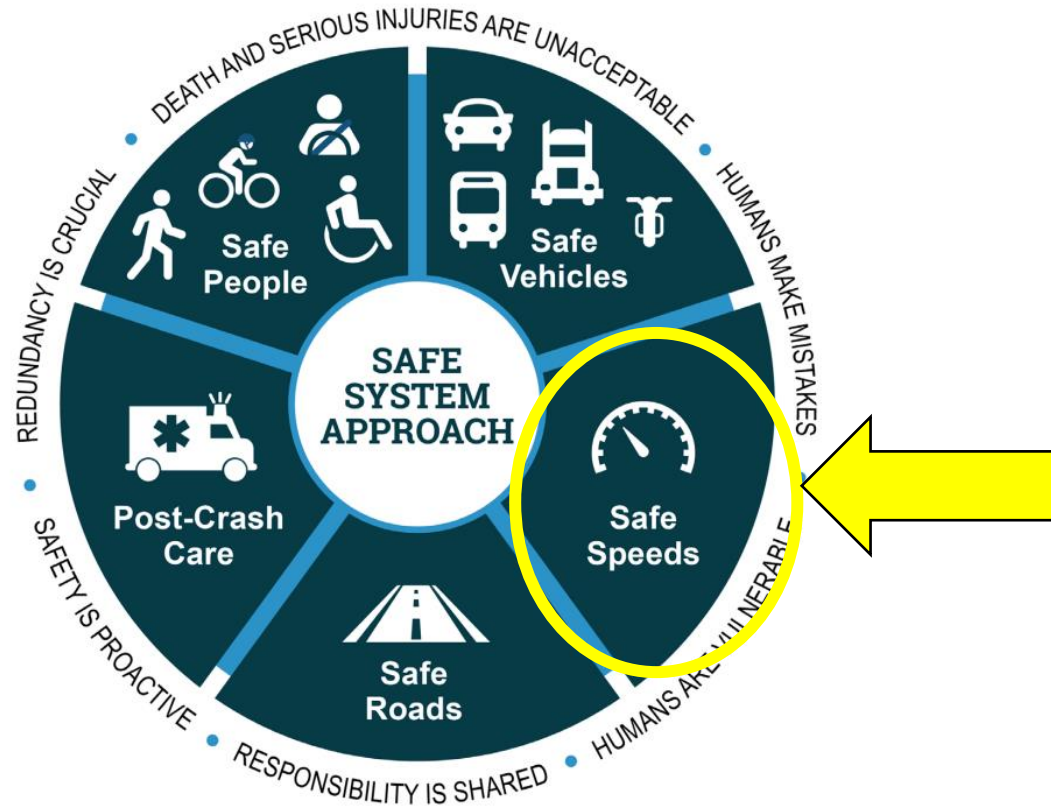 DEATH AND SERIOUS INJURIES ARE UNACCEPTABLE
HUMANS MAKE MISTAKES
HUMANS ARE VULNERABLE
RESPONSIBILITY IS SHARED
SAFETY IS PROACTIVE
REDUNDANCY IS CRUCIAL
Safe
People
Safe
Vehicles
SAFE
SYSTEM
APPROACH
Safe
Speeds
Safe
Roads
Post-Crash
Care